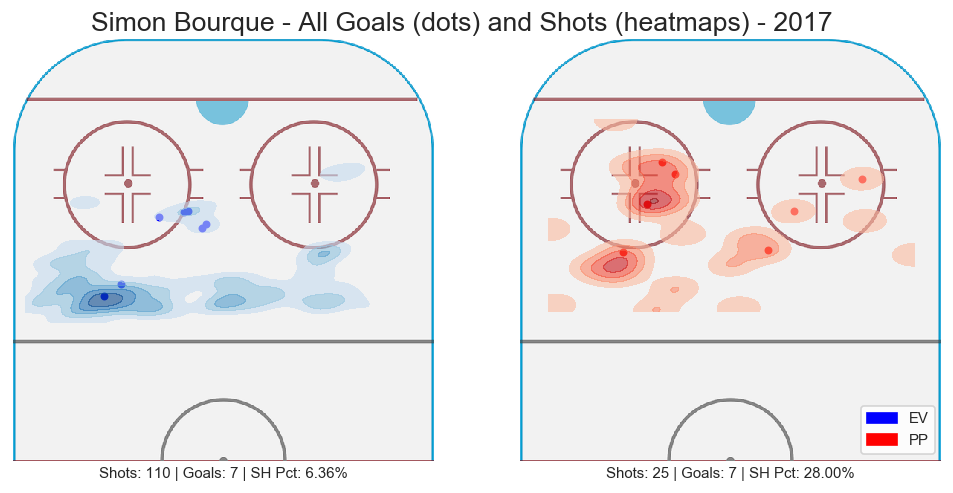 Simon Bourque - All Goals (dots) and Shots (heatmaps) - 2017
EV
PP
Shots: 110 | Goals: 7 | SH Pct: 6.36%
Shots: 25 | Goals: 7 | SH Pct: 28.00%